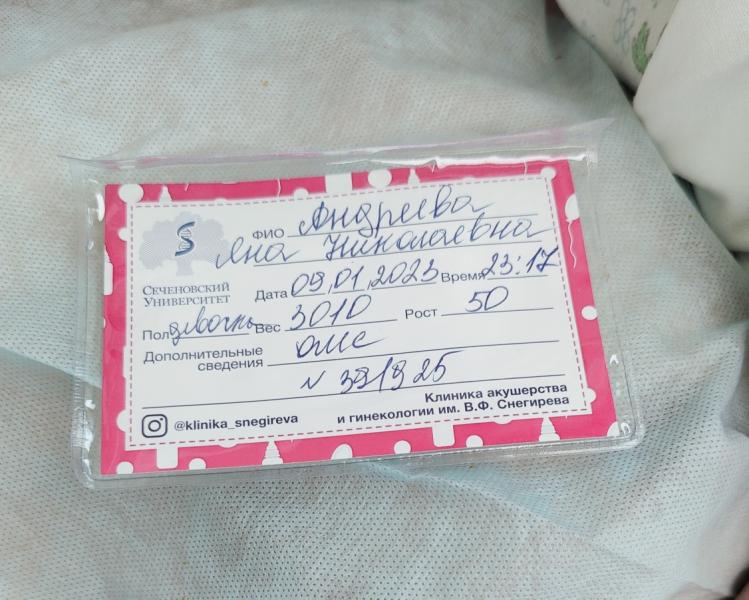 ФИО Андреева
Яна Николаевна
Сеченовский
Университет
Дата 09.01.2023 Время 23:17
Пол девочка Вес 3010 Рост 50
Дополнительные
сведения
омс
N 391925
Клиника акушерства
и гинекологии им. В.Ф. Снегирева
@klinika_snegireva